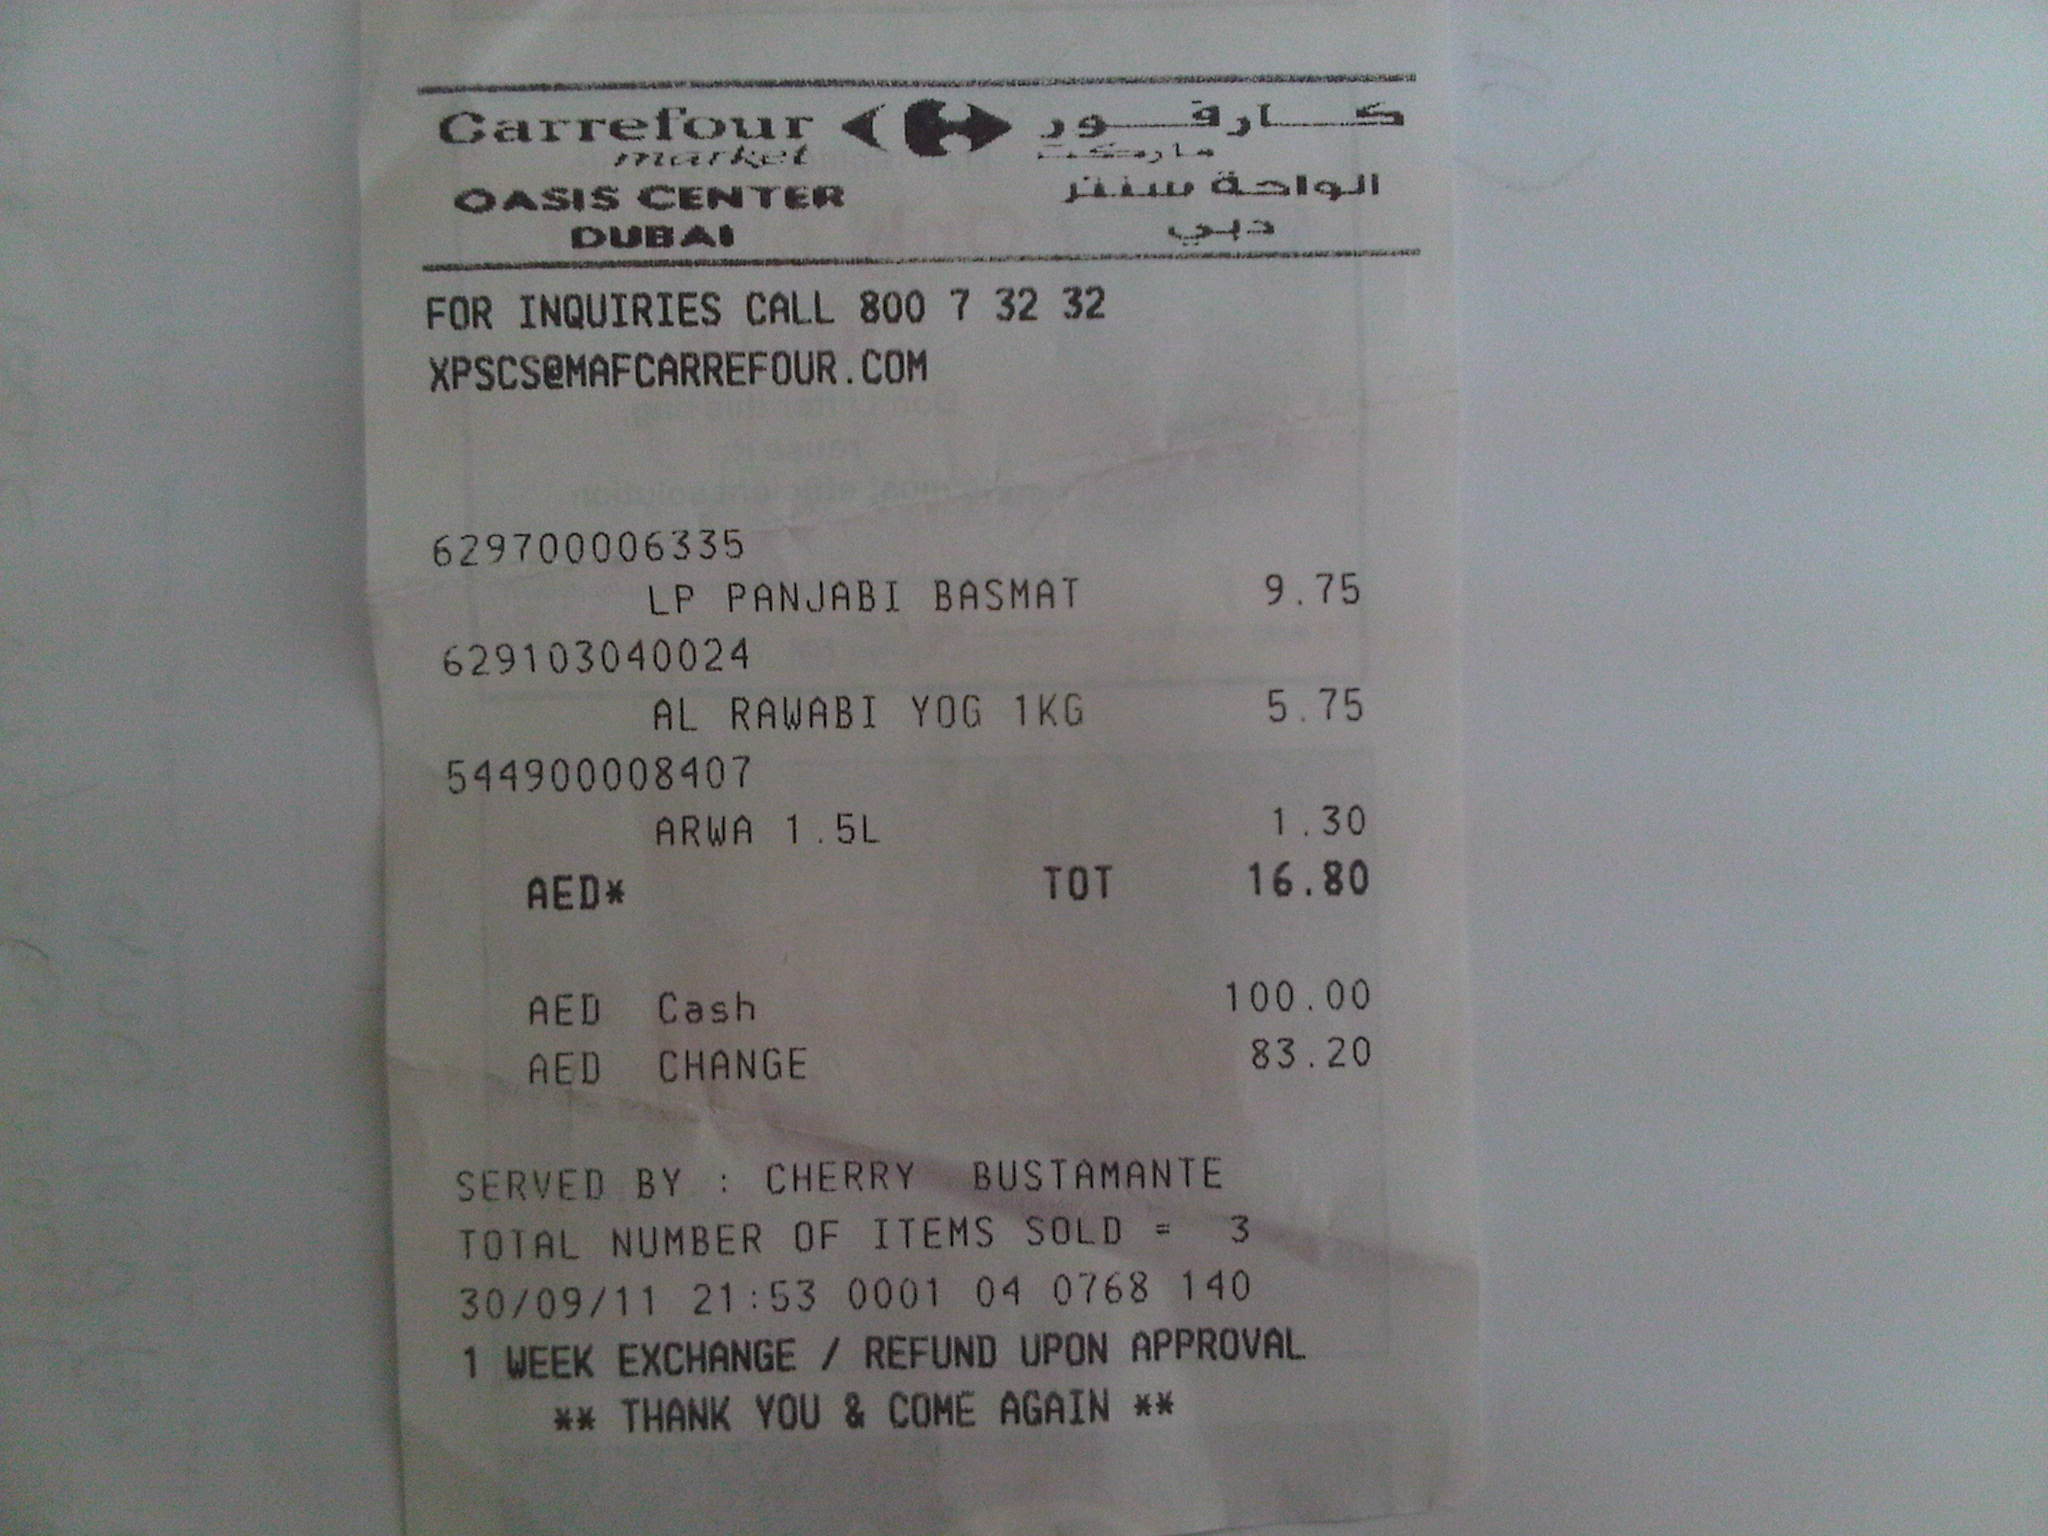 Carrefour كارفور
market ماركت
OASIS CENTER الواحة سنتر
DUBAI دبي
FOR INQUIRIES CALL 800 7 32 32
XPSCS@MAFCARREFOUR.COM
629700006335
LP PANJABI BASMAT 9.75
629103040024
AL RAWABI YOG 1KG 5.75
544900008407
ARWA 1.5L 1.30
AED* TOT 16.80
AED Cash 100.00
AED CHANGE 83.20
SERVED BY : CHERRY BUSTAMANTE
TOTAL NUMBER OF ITEMS SOLD = 3
30/09/11 21:53 0001 04 0768 140
1 WEEK EXCHANGE / REFUND UPON APPROVAL
** THANK YOU & COME AGAIN **